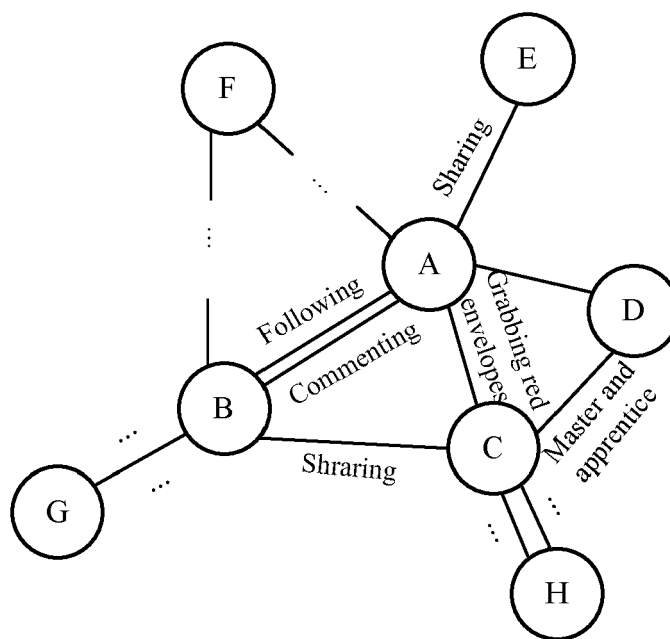 E
F
Sharing
...
...
A
Grabbing red
envelopes
Following
D
Commenting
B
Master and
apprentice
...
C
Shraring
...
G
...
...
H